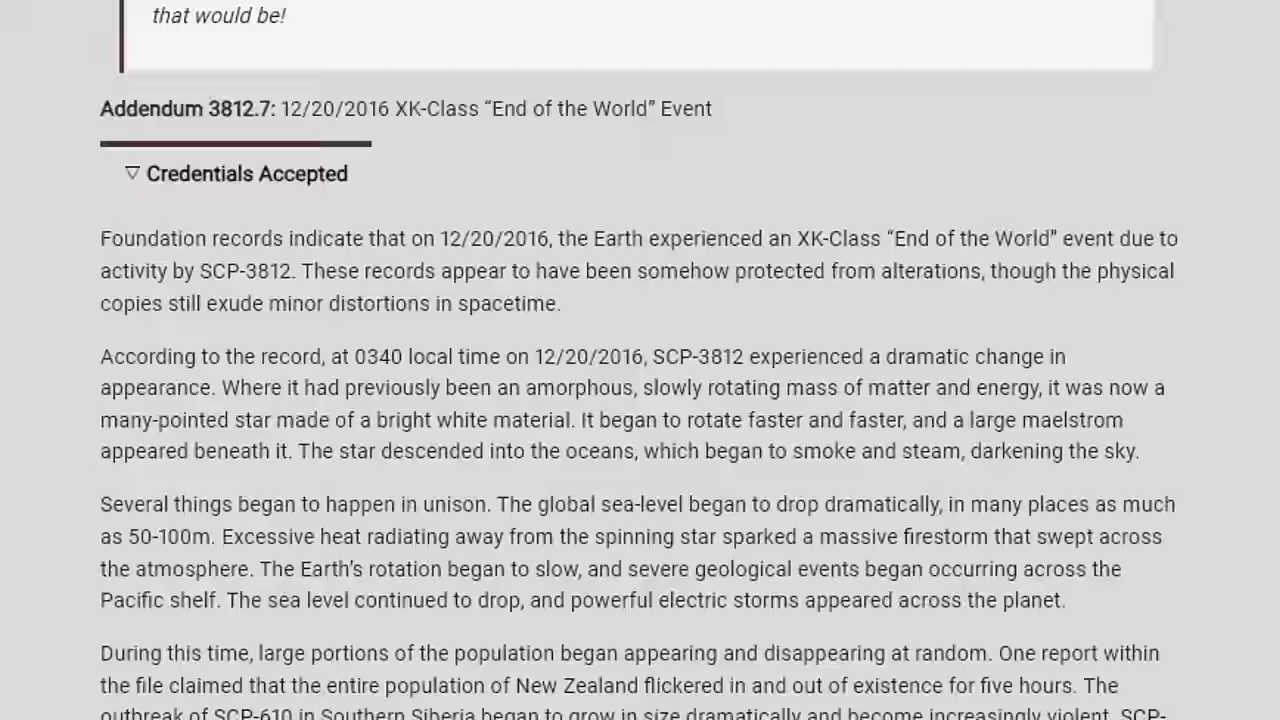 that would be!
Addendum 3812.7: 12/20/2016 XK-Class “End of the World” Event
▽ Credentials Accepted
Foundation records indicate that on 12/20/2016, the Earth experienced an XK-Class “End of the World” event due to
activity by SCP-3812. These records appear to have been somehow protected from alterations, though the physical
copies still exude minor distortions in spacetime.
According to the record, at 0340 local time on 12/20/2016, SCP-3812 experienced a dramatic change in
appearance. Where it had previously been an amorphous, slowly rotating mass of matter and energy, it was now a
many-pointed star made of a bright white material. It began to rotate faster and faster, and a large maelstrom
appeared beneath it. The star descended into the oceans, which began to smoke and steam, darkening the sky.
Several things began to happen in unison. The global sea-level began to drop dramatically, in many places as much
as 50-100m. Excessive heat radiating away from the spinning star sparked a massive firestorm that swept across
the atmosphere. The Earth’s rotation began to slow, and severe geological events began occurring across the
Pacific shelf. The sea level continued to drop, and powerful electric storms appeared across the planet.
During this time, large portions of the population began appearing and disappearing at random. One report within
the file claimed that the entire population of New Zealand flickered in and out of existence for five hours. The
outbreak of SCP-610 in Southern Siberia began to grow in size dramatically and become increasingly violent. SCP-